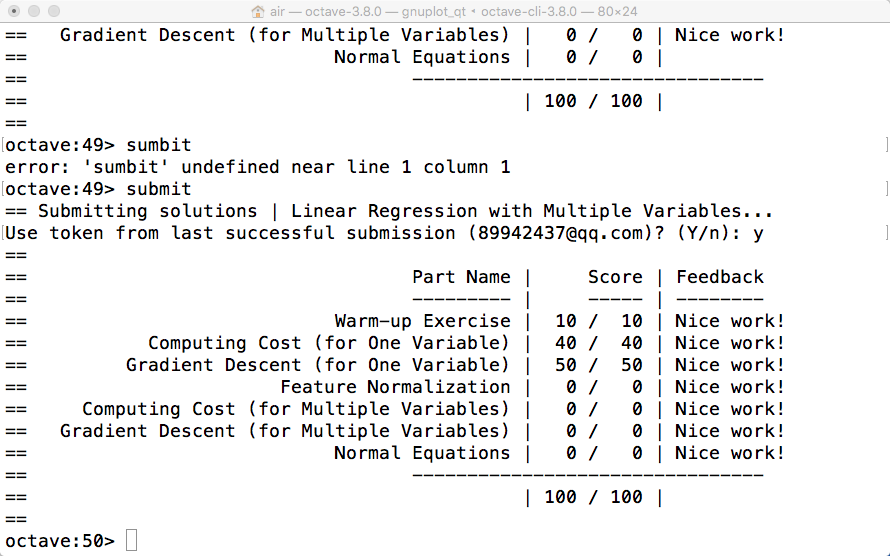 air — octave-3.8.0 — gnuplot_qt • octave-cli-3.8.0 — 80×24
==   Gradient Descent (for Multiple Variables) |   0 /   0 | Nice work!
==                            Normal Equations |   0 /   0 |
==                                   --------------------------------
==                                             | 100 / 100 |
==
[octave:49> sumbit ]
error: 'sumbit' undefined near line 1 column 1
[octave:49> submit ]
== Submitting solutions | Linear Regression with Multiple Variables...
[Use token from last successful submission (89942437@qq.com)? (Y/n): y ]
==
==                                   Part Name |     Score | Feedback
==                                   --------- |     ----- | --------
==                            Warm-up Exercise |  10 /  10 | Nice work!
==           Computing Cost (for One Variable) |  40 /  40 | Nice work!
==         Gradient Descent (for One Variable) |  50 /  50 | Nice work!
==                       Feature Normalization |   0 /   0 | Nice work!
==     Computing Cost (for Multiple Variables) |   0 /   0 | Nice work!
==   Gradient Descent (for Multiple Variables) |   0 /   0 | Nice work!
==                            Normal Equations |   0 /   0 | Nice work!
==                                   --------------------------------
==                                             | 100 / 100 |
==
octave:50>